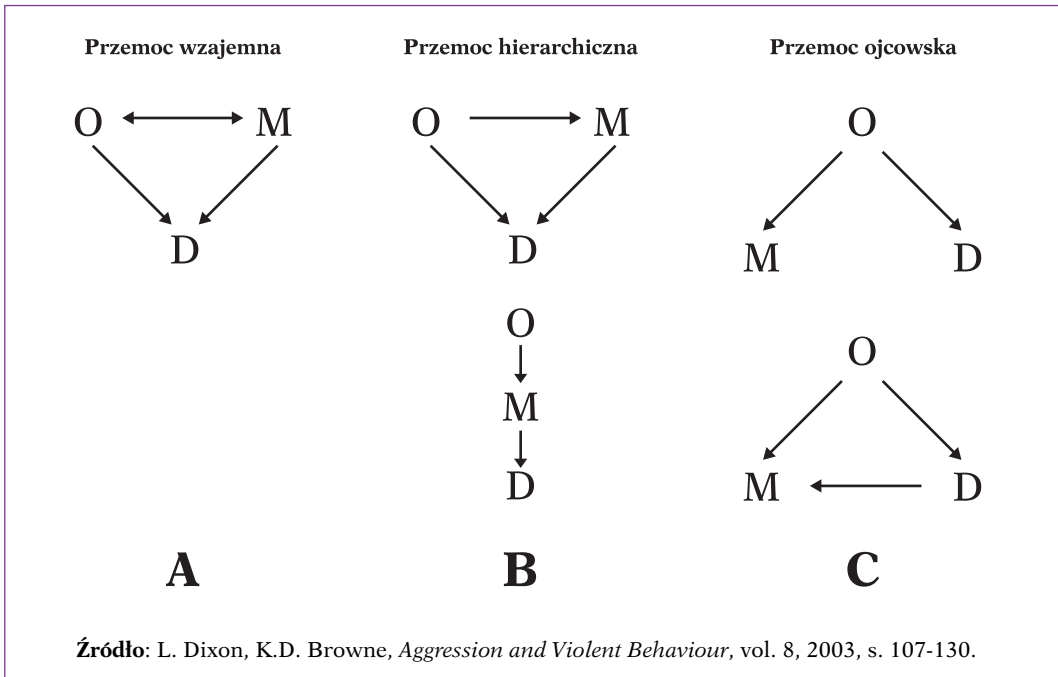 Przemoc wzajemna
Przemoc hierarchiczna
Przemoc ojcowska
O M
D
O M
D
O
M
D
O
M D
O
M D
A
B
C
Źródło: L. Dixon, K.D. Browne, Aggression and Violent Behaviour, vol. 8, 2003, s. 107-130.